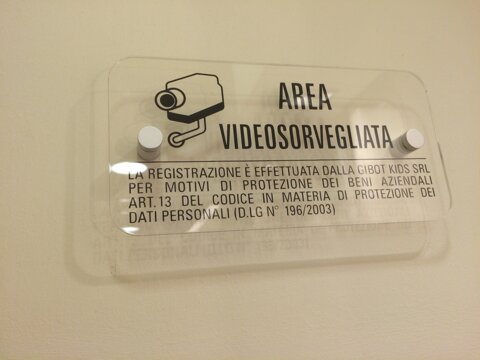 AREA
VIDEOSORVEGLIATA
LA REGISTRAZIONE È EFFETTUATA DALLA GIBOT KIDS SRL
PER MOTIVI DI PROTEZIONE DEI BENI AZIENDALI
ART.13 DEL CODICE IN MATERIA DI PROTEZIONE DEI
DATI PERSONALI (D.LG N° 196/2003)